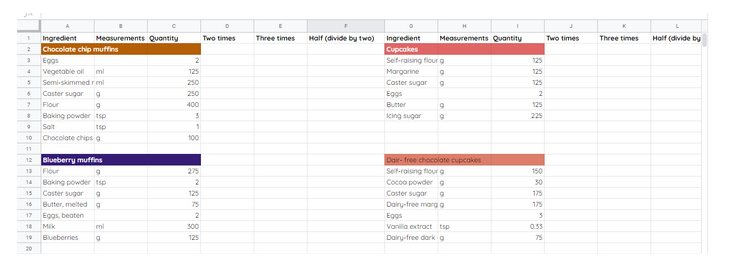 A B C D E F G H I J K L
1 Ingredient Measurements Quantity Two times Three times Half (divide by two) Ingredient Measurements Quantity Two times Three times Half (divide by
2 Chocolate chip muffins Cupcakes
3 Eggs 2 Self-raising flour g 125
4 Vegetable oil ml 125 Margarine g 125
5 Semi-skimmed ml 250 Caster sugar g 125
6 Caster sugar g 250 Eggs 2
7 Flour g 400 Butter g 125
8 Baking powder tsp 3 Icing sugar g 225
9 Salt tsp 1
10 Chocolate chips g 100
11
12 Blueberry muffins Dair- free chocolate cupcakes
13 Flour g 275 Self-raising flour g 150
14 Baking powder tsp 2 Cocoa powder g 30
15 Caster sugar g 125 Caster sugar g 175
16 Butter, melted g 75 Dairy-free marg g 175
17 Eggs, beaten 2 Eggs 3
18 Milk ml 300 Vanilla extract tsp 0.33
19 Blueberries g 125 Dairy-free dark g 75
20